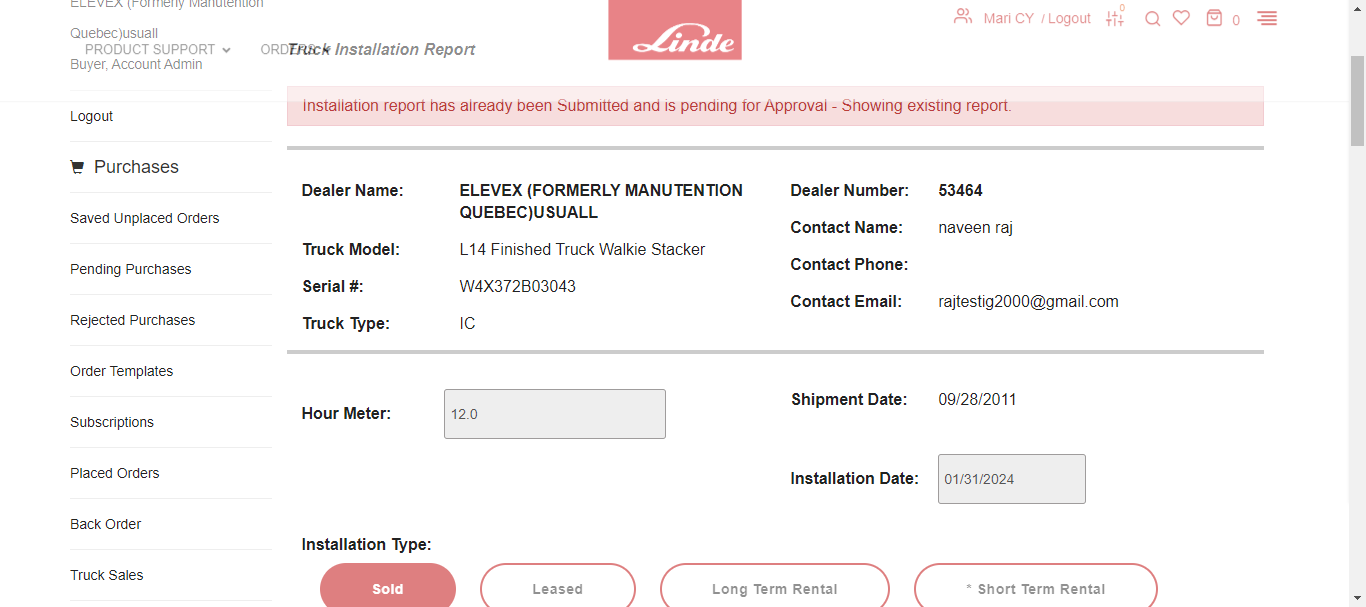 ELEVEX (Formerly Manutention
Quebec)usuall
Buyer, Account Admin
PRODUCT SUPPORT
Truck Installation Report
Linde
Mari CY / Logout
0
0
Logout
Purchases
Saved Unplaced Orders
Pending Purchases
Rejected Purchases
Order Templates
Subscriptions
Placed Orders
Back Order
Truck Sales
Installation report has already been Submitted and is pending for Approval - Showing existing report.
Dealer Name: ELEVEX (FORMERLY MANUTENTION
QUEBEC)USUALL
Truck Model: L14 Finished Truck Walkie Stacker
Serial #: W4X372B03043
Truck Type: IC
Dealer Number: 53464
Contact Name: naveen raj
Contact Phone:
Contact Email: rajtestig2000@gmail.com
Hour Meter: 12.0
Shipment Date: 09/28/2011
Installation Date: 01/31/2024
Installation Type:
Sold
Leased
Long Term Rental
* Short Term Rental